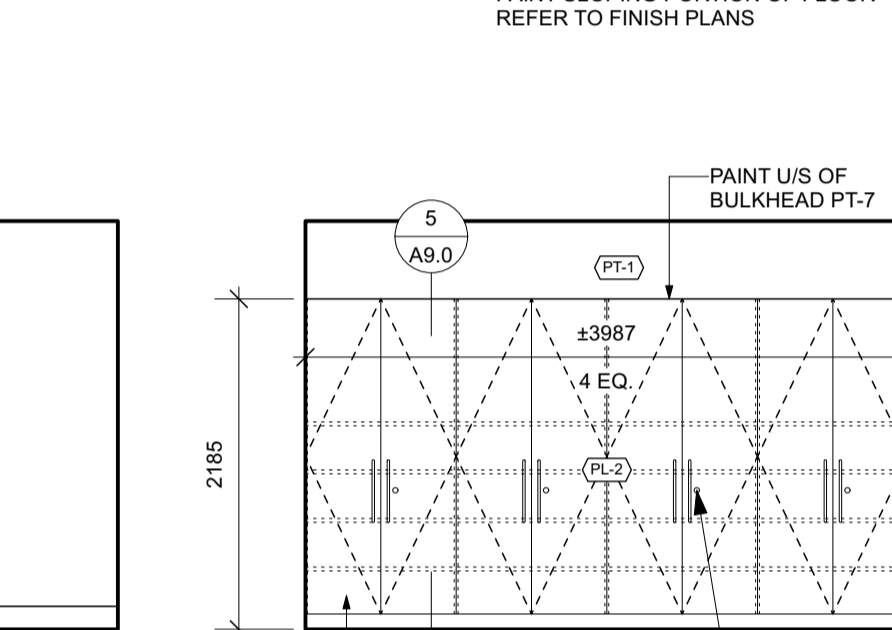 REFER TO FINISH PLANS
PAINT U/S OF
BULKHEAD PT-7
5
A9.0
PT-1
±3987
4 EQ.
2185
PL-2